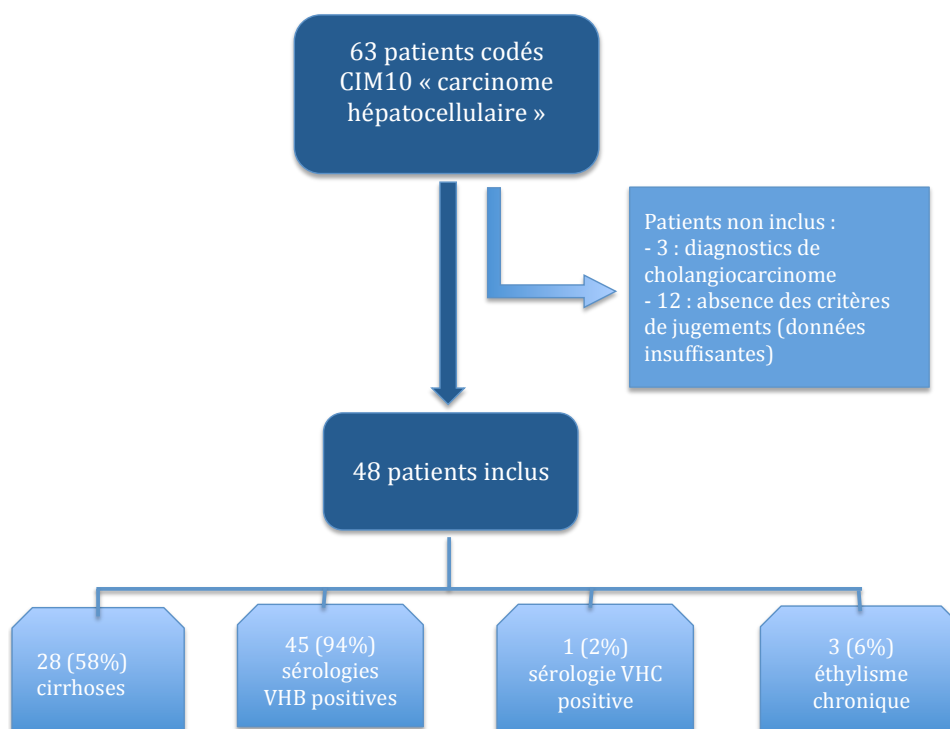 63 patients codés
CIM10 « carcinome
hépatocellulaire »
Patients non inclus :
- 3 : diagnostics de
cholangiocarcinome
- 12 : absence des critères
de jugements (données
insuffisantes)
48 patients inclus
28 (58%)
cirrhoses
45 (94%)
sérologies
VHB positives
1 (2%)
sérologie VHC
positive
3 (6%)
éthylisme
chronique